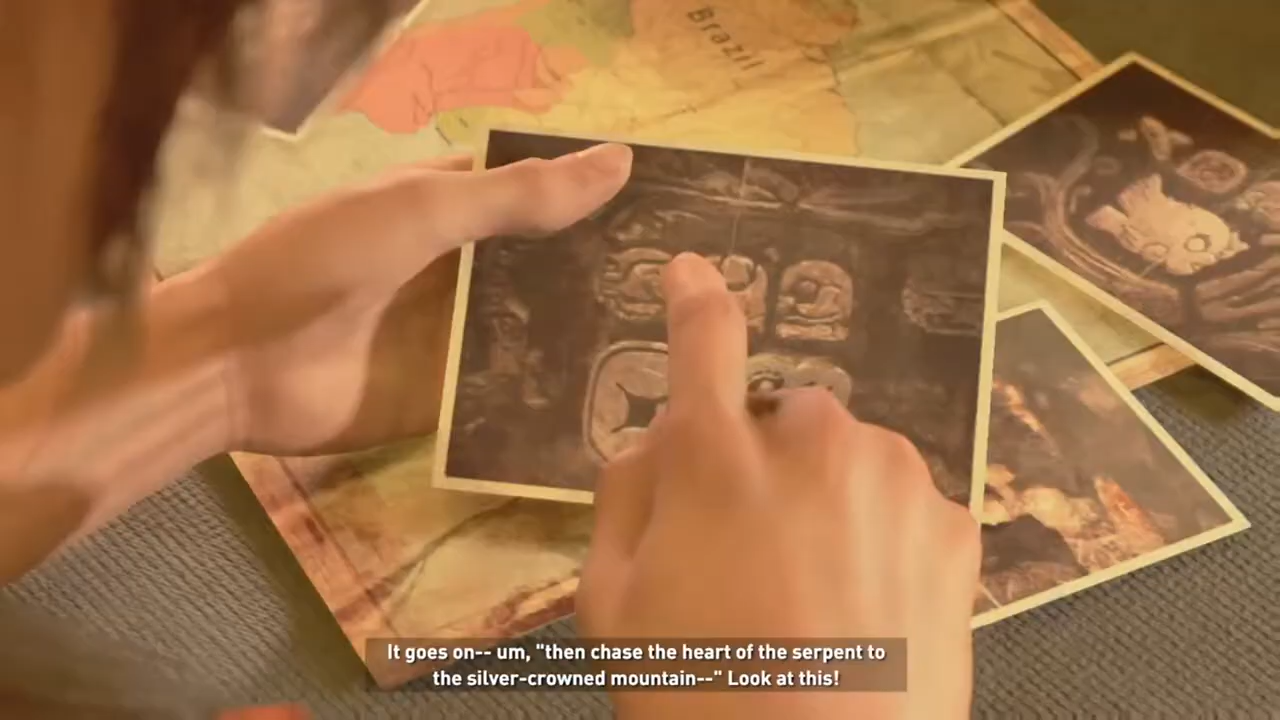 Brazil
It goes on-- um, "then chase the heart of the serpent to
the silver-crowned mountain--" Look at this!